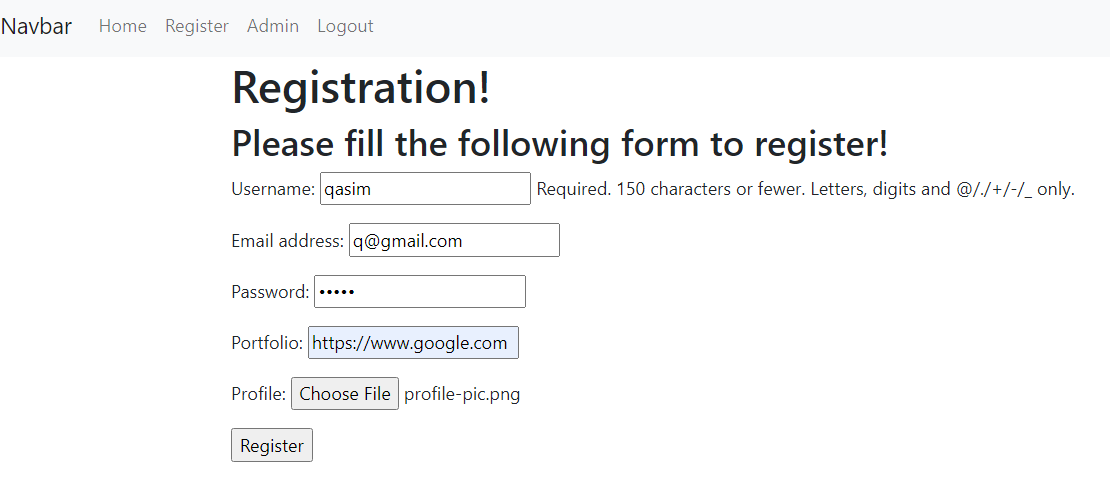 Navbar Home Register Admin Logout
Registration!
Please fill the following form to register!
Username: qasim Required. 150 characters or fewer. Letters, digits and @/./+/-/_ only.
Email address: q@gmail.com
Password: •••••
Portfolio: https://www.google.com
Profile: Choose File profile-pic.png
Register